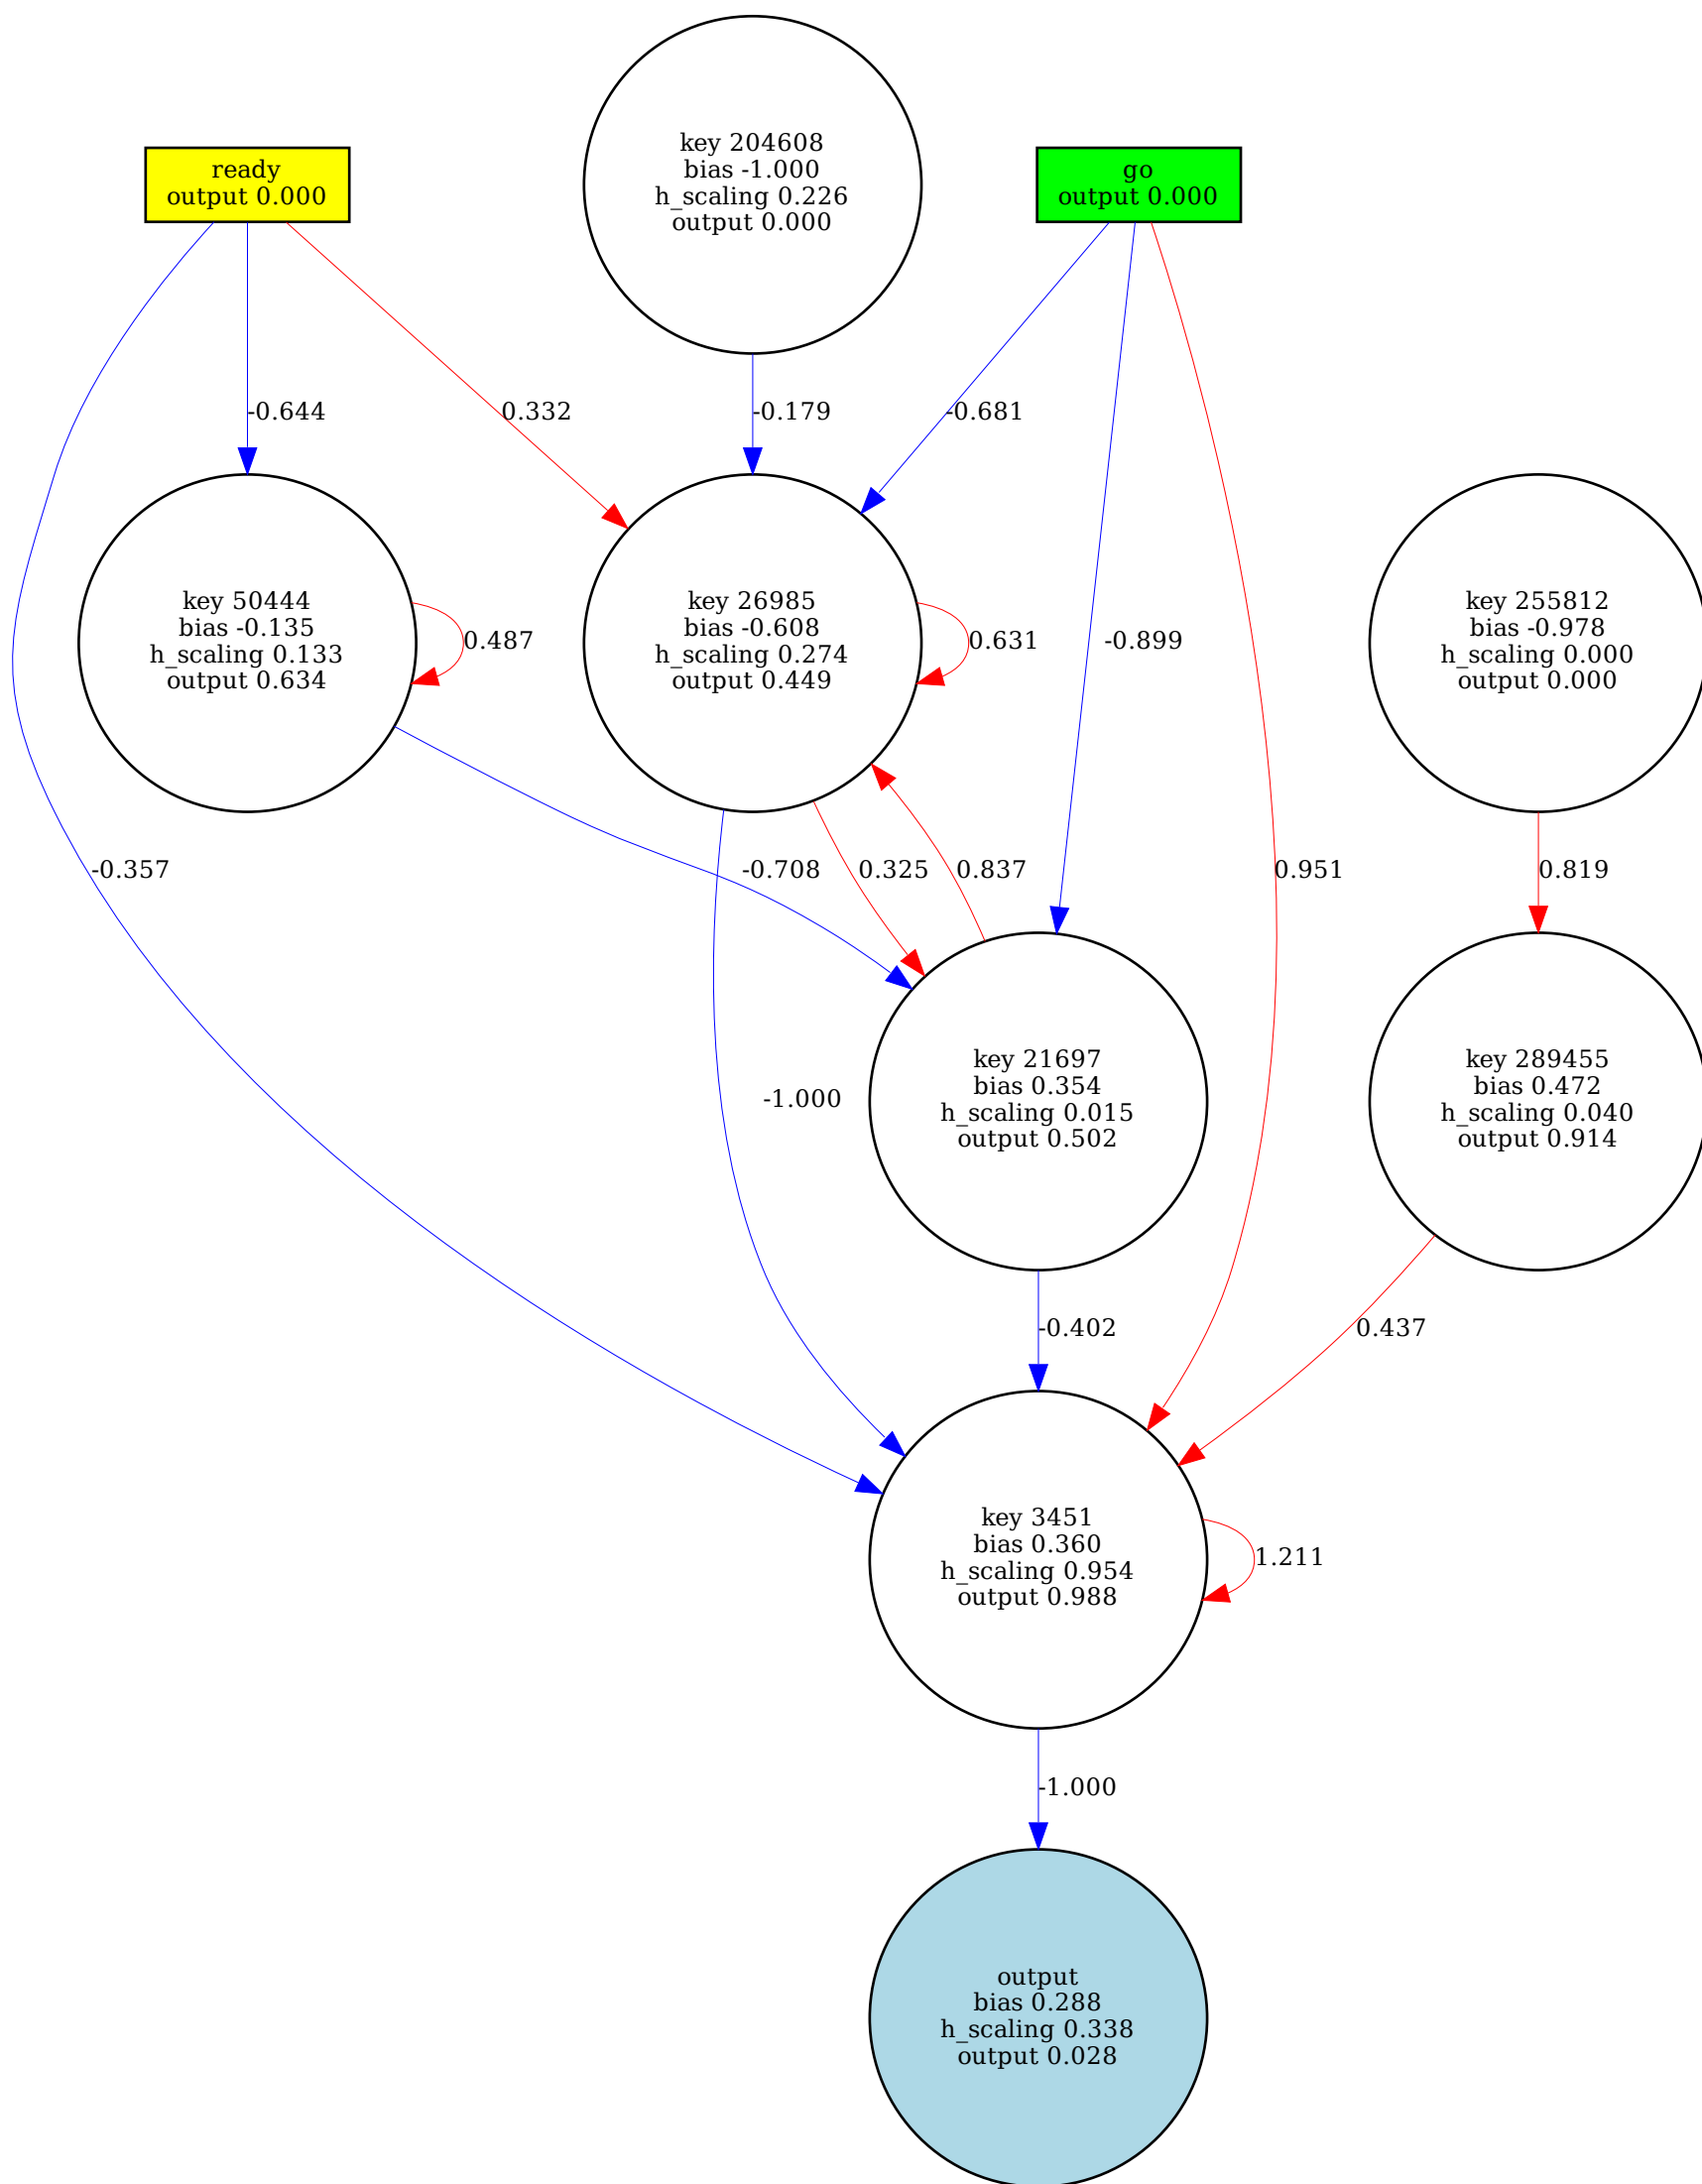 key 204608
bias -1.000
h_scaling 0.226
output 0.000
ready
output 0.000
go
output 0.000
-0.644
0.332
-0.179
-0.681
key 50444
bias -0.135
h_scaling 0.133
output 0.634
0.487
key 26985
bias -0.608
h_scaling 0.274
output 0.449
0.631
-0.899
key 255812
bias -0.978
h_scaling 0.000
output 0.000
-0.357
-0.708
0.325
0.837
0.951
0.819
-1.000
key 21697
bias 0.354
h_scaling 0.015
output 0.502
key 289455
bias 0.472
h_scaling 0.040
output 0.914
-0.402
0.437
key 3451
bias 0.360
h_scaling 0.954
output 0.988
1.211
-1.000
output
bias 0.288
h_scaling 0.338
output 0.028